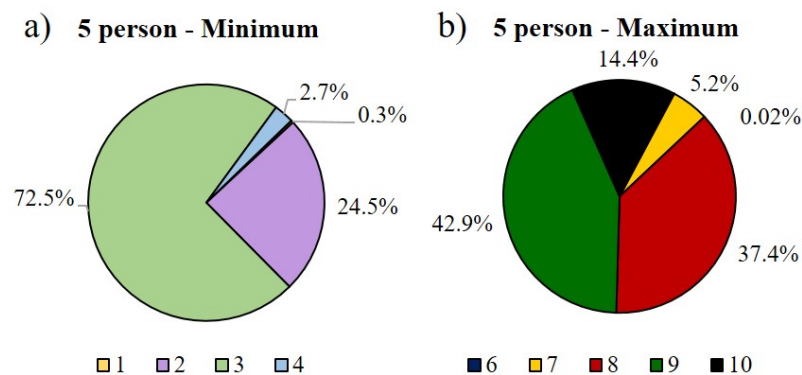 a) 5 person - Minimum
2.7%
0.3%
72.5%
24.5%
1 2 3 4
b) 5 person - Maximum
14.4%
5.2%
0.02%
42.9%
37.4%
6 7 8 9 10